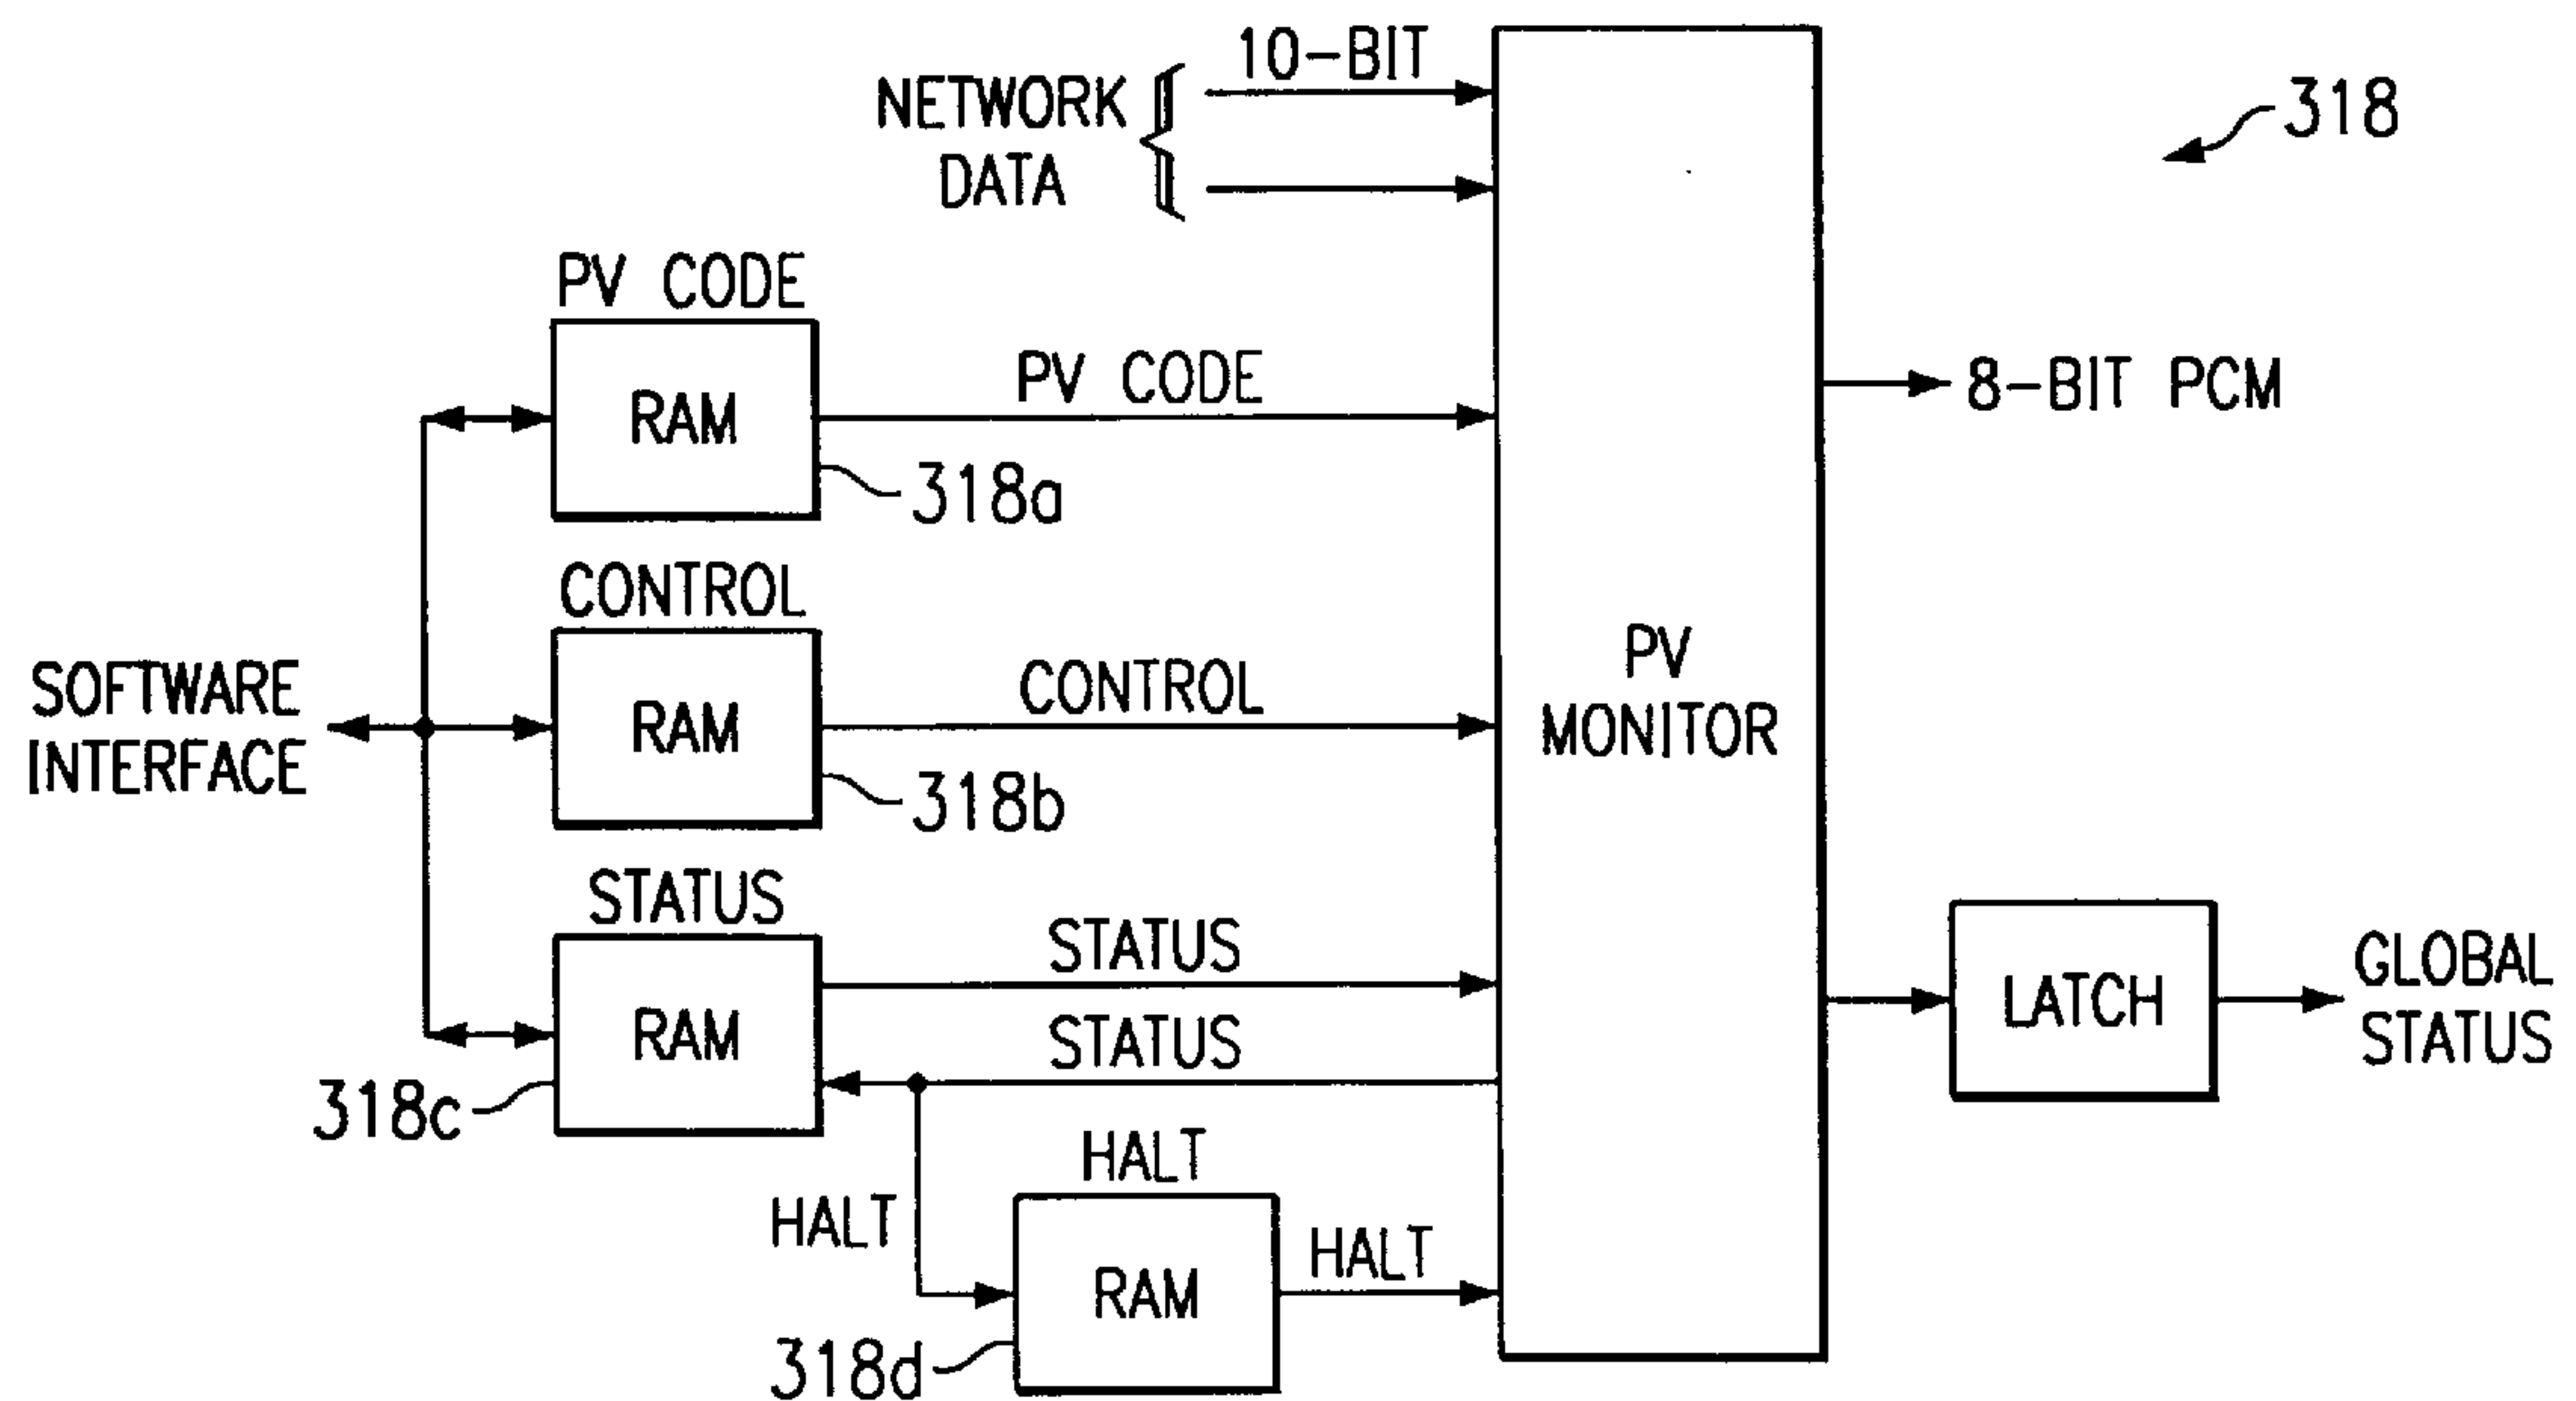 10-BIT
NETWORK
DATA
318
PV CODE
RAM
PV CODE
318a
8-BIT PCM
CONTROL
RAM
CONTROL
318b
SOFTWARE
INTERFACE
PV
MONITOR
STATUS
RAM
STATUS
STATUS
318c
LATCH
GLOBAL
STATUS
HALT
HALT
RAM
HALT
318d